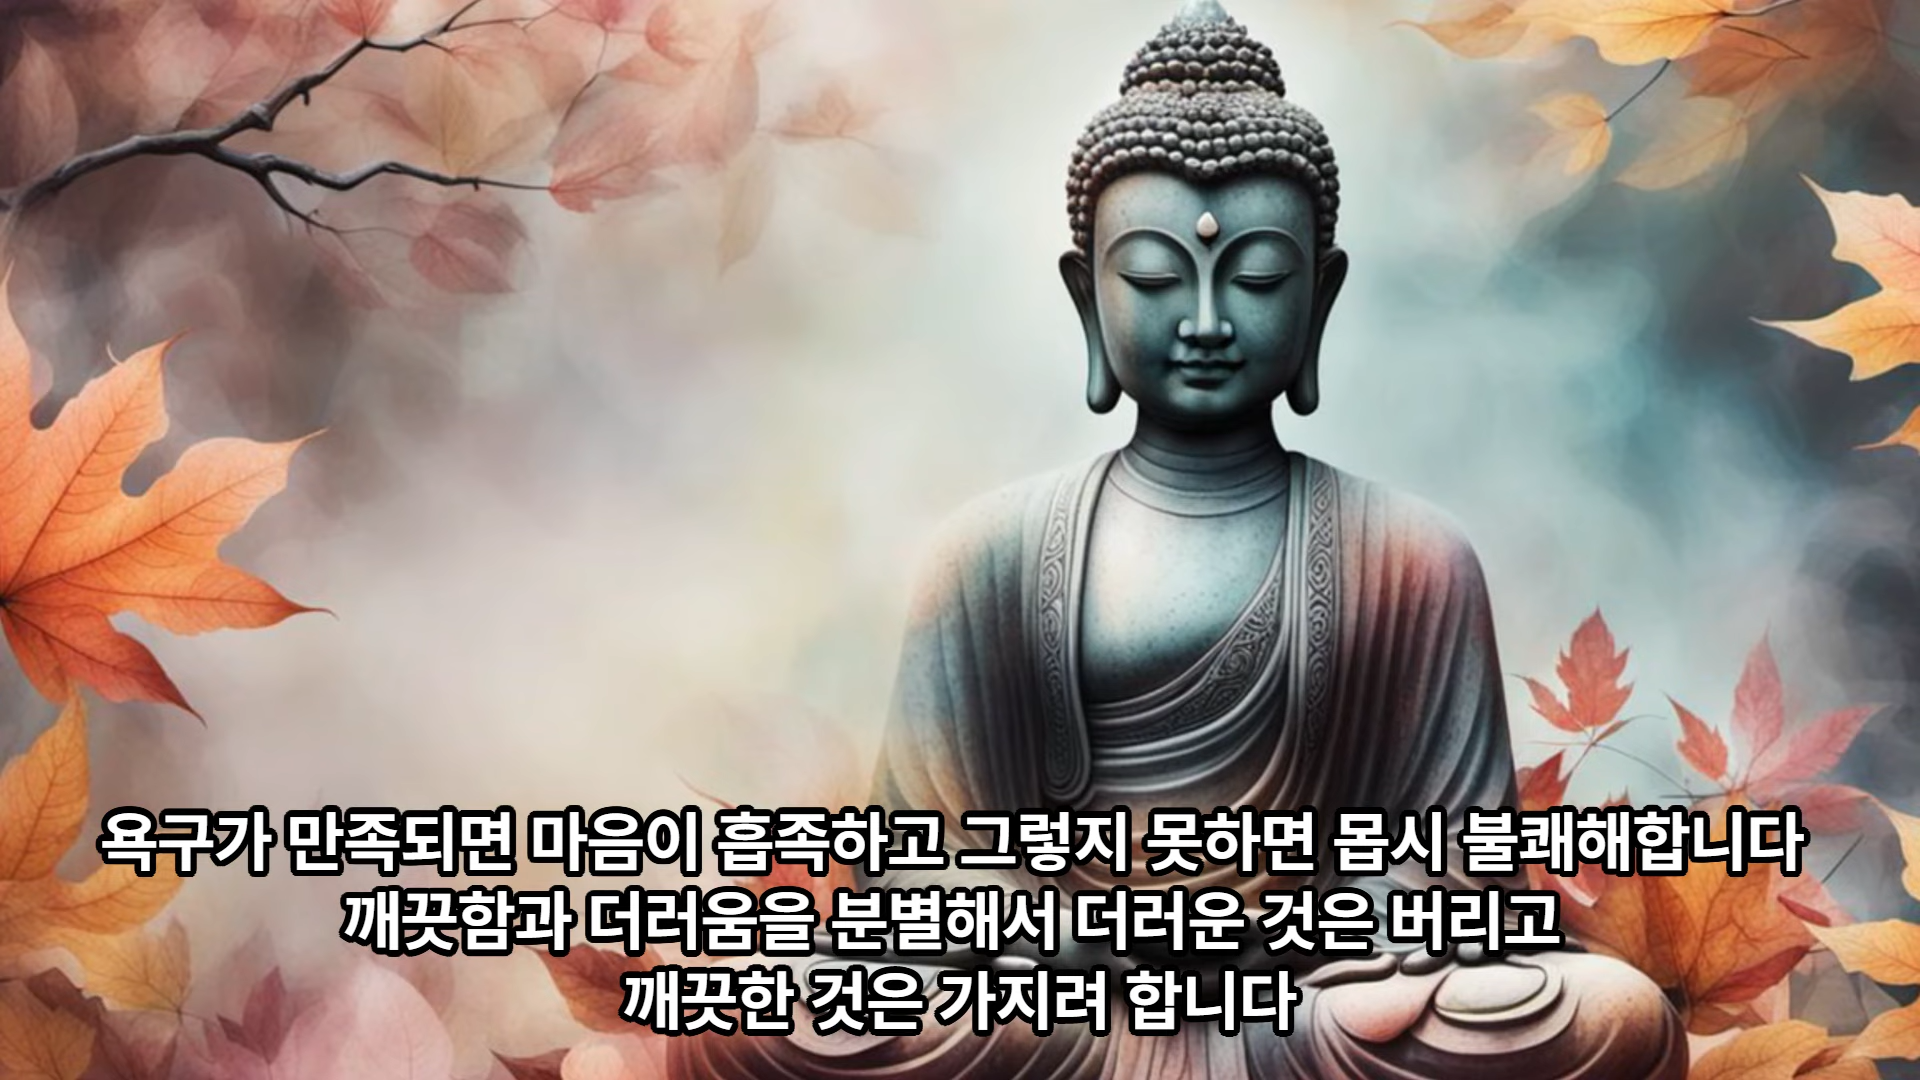 욕구가 만족되면 마음이 흡족하고 그렇지 못하면 몹시 불쾌해합니다
깨끗함과 더러움을 분별해서 더러운 것은 버리고
깨끗한 것은 가지려 합니다